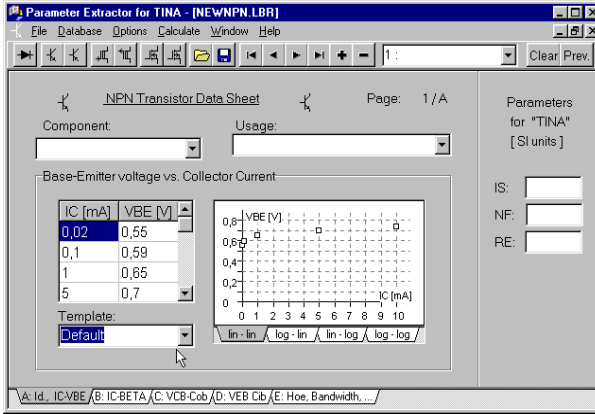 Parameter Extractor for TINA - [NEWNPN.LBR]
File Database Options Calculate Window Help
1 :
Clear Prev.
NPN Transistor Data Sheet Page: 1 / A
Component: Usage:
Parameters
for "TINA"
[ SI units ]
IS:
NF:
RE:
Base-Emitter voltage vs. Collector Current
IC [mA] VBE [V]
0,02 0,55
0,1 0,59
1 0,65
5 0,7
Template:
Default
VBE [V]
0,8
0,6
0,4
0,2
0
IC [mA]
0 1 2 3 4 5 6 7 8 9 10
lin - lin log - lin lin - log log - log
A: Id., IC-VBE B: IC-BETA C: VCB-Cob D: VEB Cib E: Hoe, Bandwidth, ...